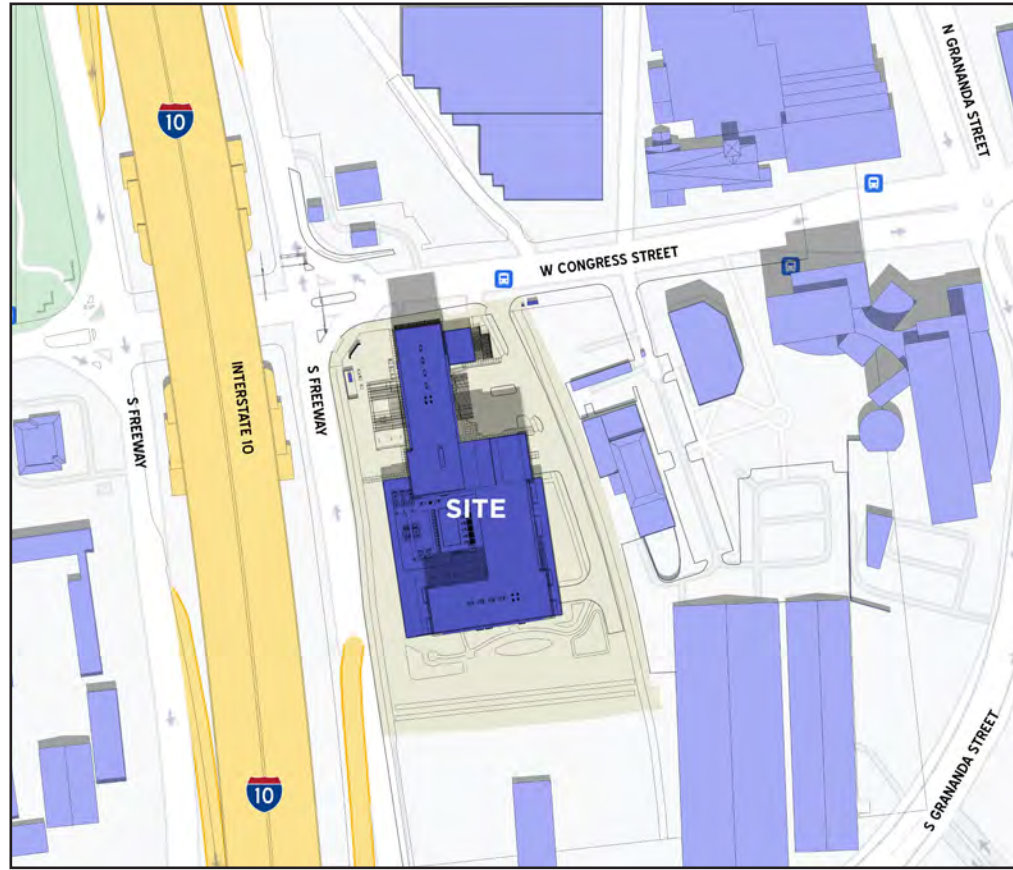 N GRANANDA STREET
10
W CONGRESS STREET
INTERSTATE 10
S FREEWAY
S FREEWAY
SITE
10
S GRANANDA STREET